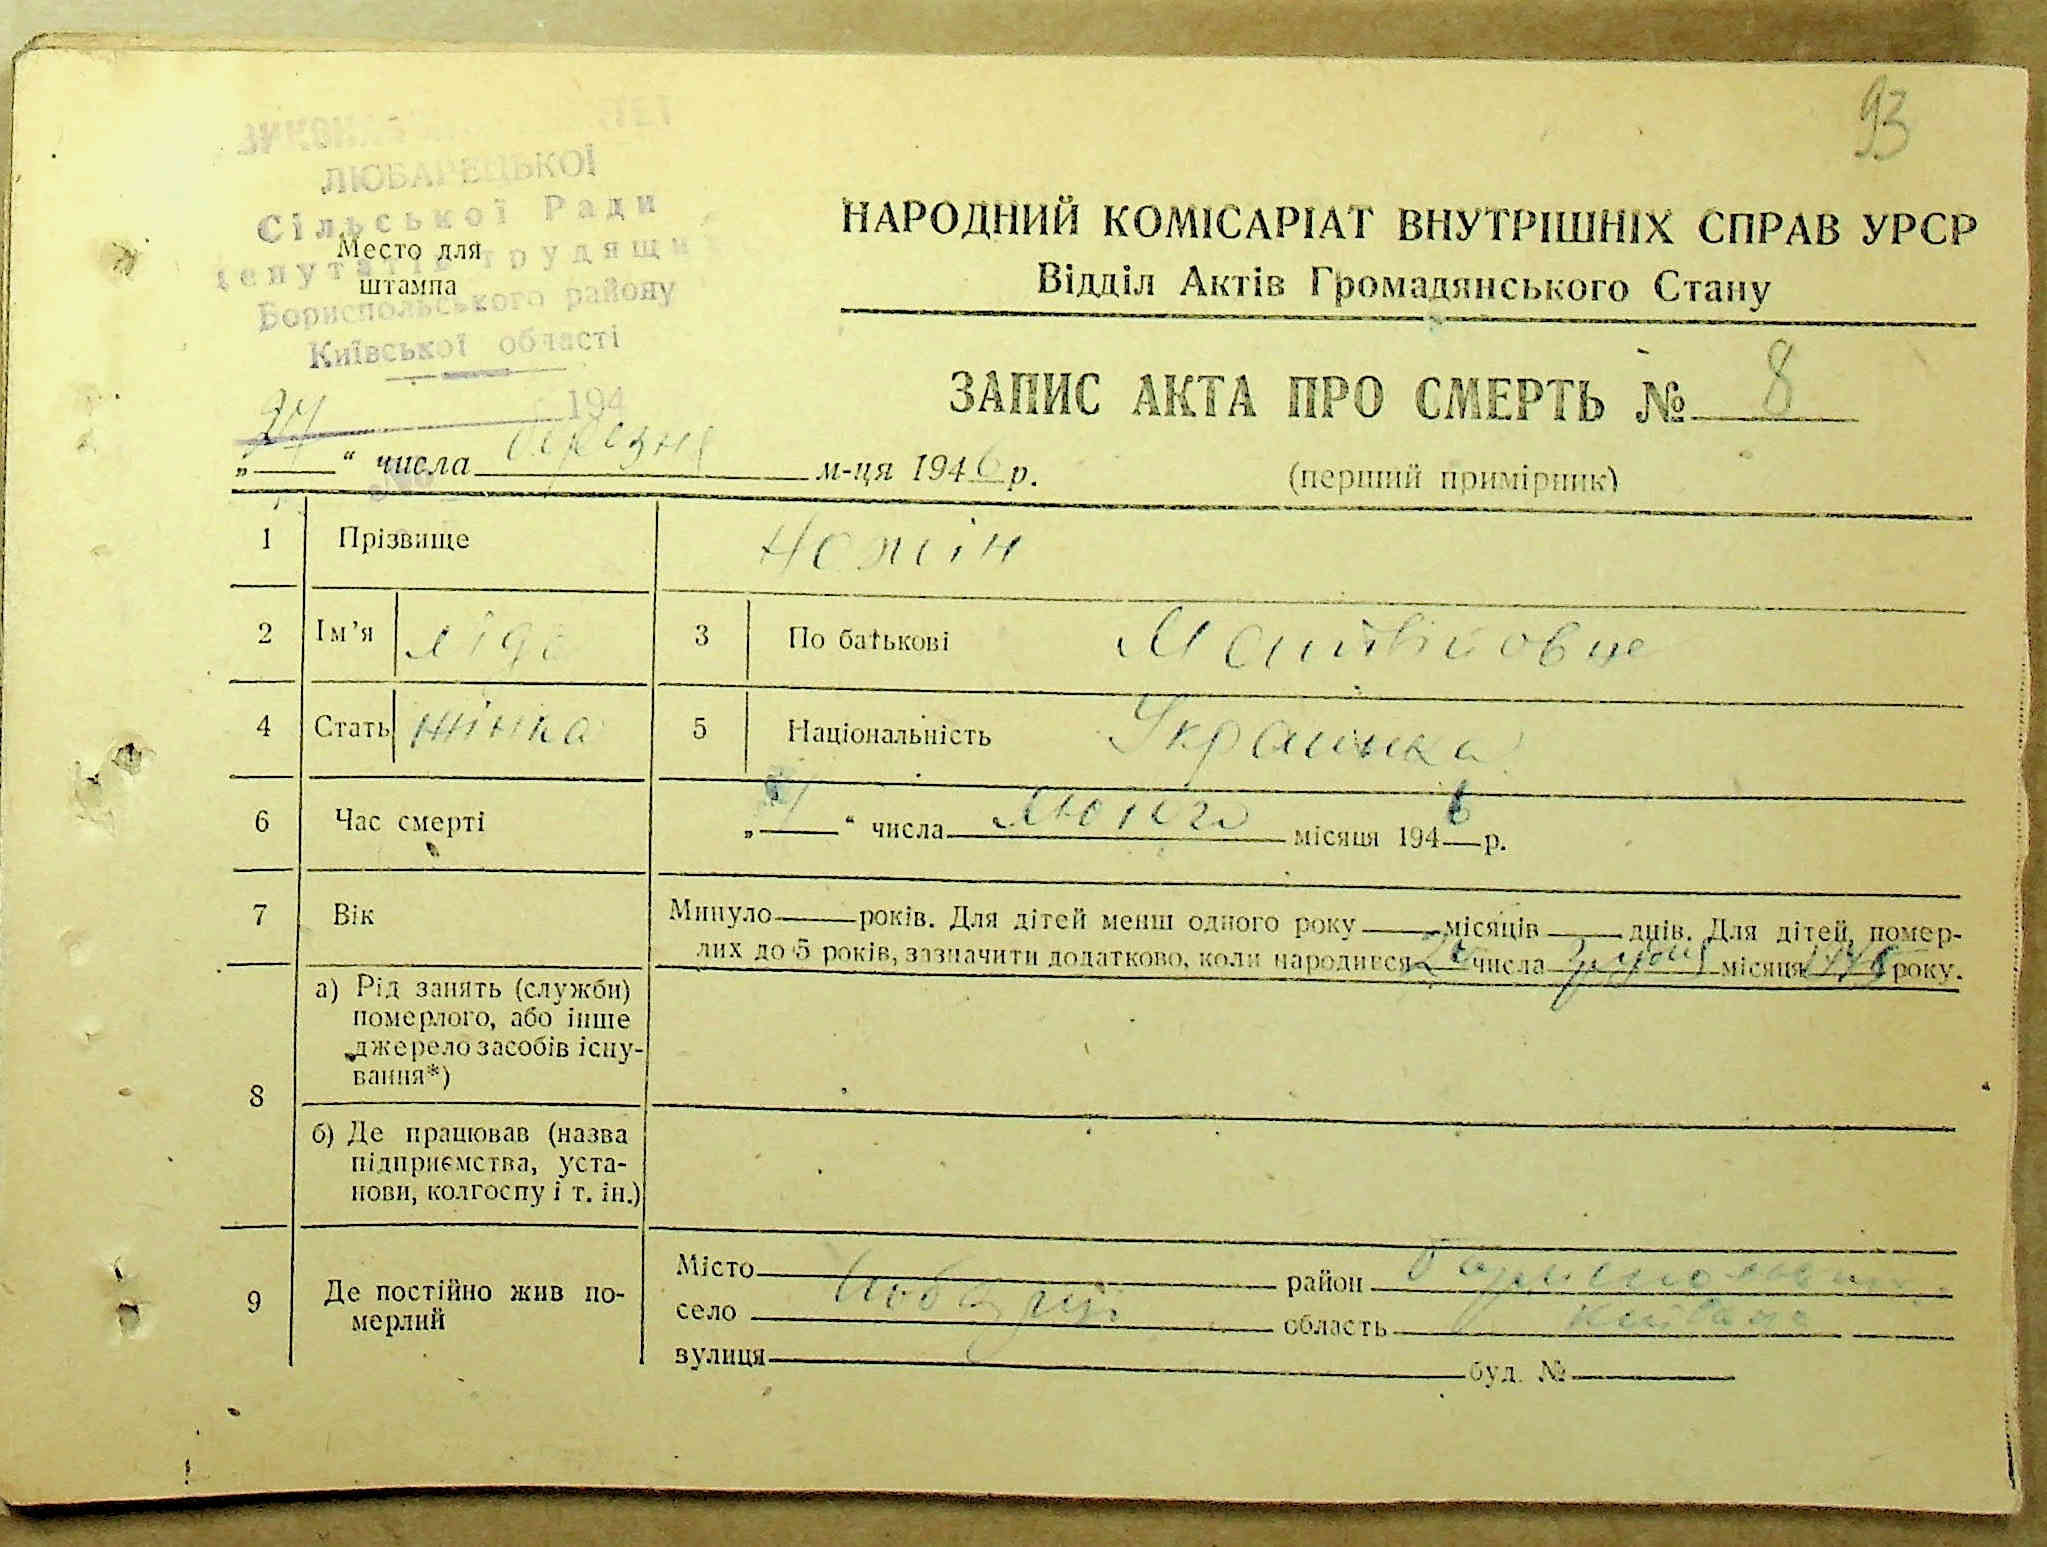 93
ЛЮБАРЕЦЬКОЇ
Сільської Ради
Бориспольського району
Київської області
194
Место для
штампа
НАРОДНИЙ КОМІСАРІАТ ВНУТРІШНІХ СПРАВ УРСР
Відділ Актів Громадянського Стану
ЗАПИС АКТА ПРО СМЕРТЬ № 8
„ “ числа березня м-ця 1946 р.
(перший примірник)
1 Прізвище
2 Ім’я Ліда 3 По батькові Матвійовна
4 Стать жінка 5 Національність Украинка
6 Час смерті „ “ числа Лютого місяця 1946 р.
7 Вік Минуло років. Для дітей менш одного року місяців днів. Для дітей, помер-
лих до 5 років, зазначити додатково, коли народився числа грудня місяця року.
8 а) Рід занять (служби)
померлого, або інше
джерело засобів існу-
вання*)
б) Де працював (назва
підприємства, уста-
нови, колгоспу і т. ін.)
9 Де постійно жив по-
мерлий
Місто район
село область
вулиця буд. №